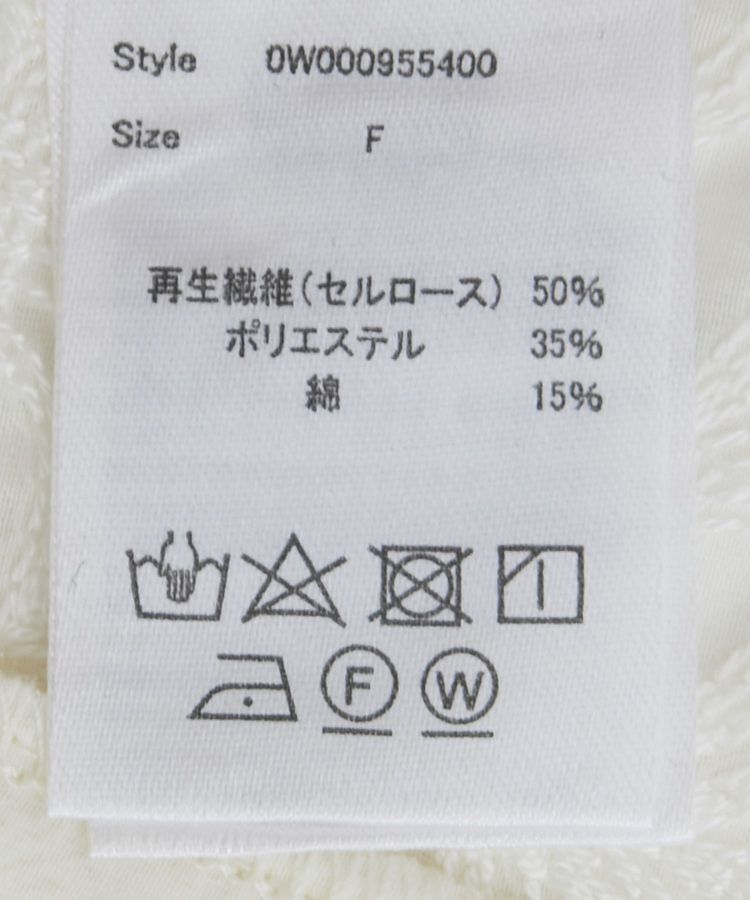 Style 0W000955400
Size F
再生繊維(セルロース) 50%
ポリエステル 35%
綿 15%
F W